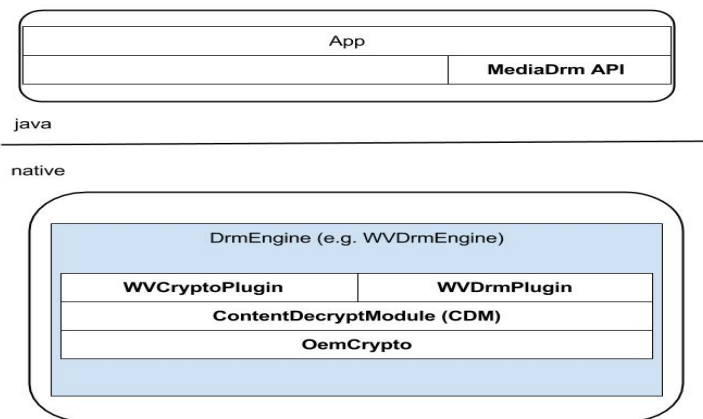 App
MediaDrm API
java
native
DrmEngine (e.g. WVDrmEngine)
WVCryptoPlugin WVDrmPlugin
ContentDecryptModule (CDM)
OemCrypto